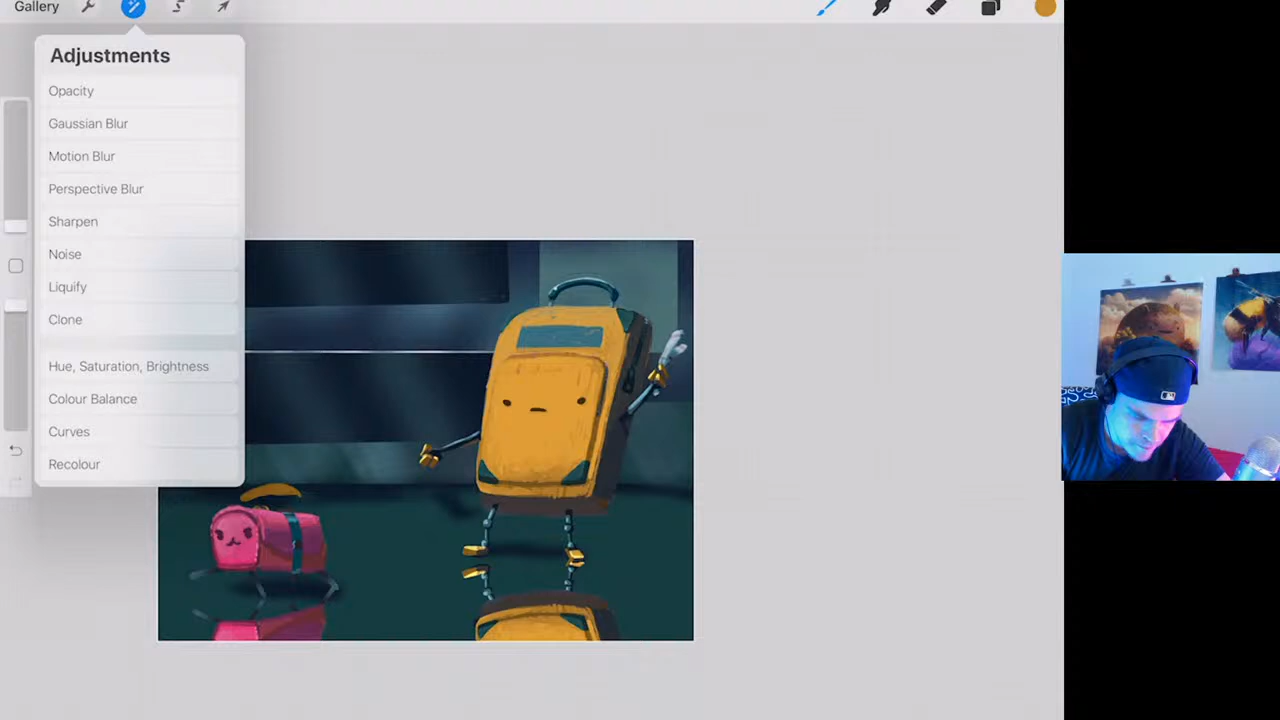 Gallery
Adjustments
Opacity
Gaussian Blur
Motion Blur
Perspective Blur
Sharpen
Noise
Liquify
Clone
Hue, Saturation, Brightness
Colour Balance
Curves
Recolour